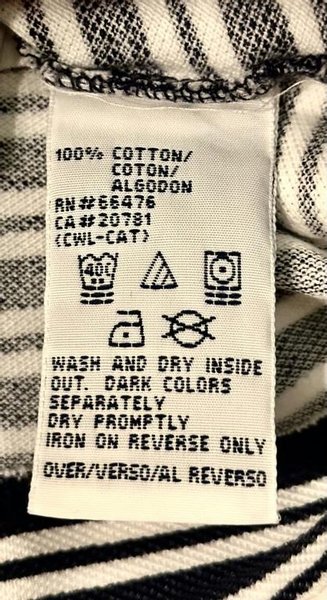 100% COTTON/
COTON/
ALGODON
RN#66476
CA#20781
(CWL-CAT)
40C
WASH AND DRY INSIDE
OUT. DARK COLORS
SEPARATELY
DRY PROMPTLY
IRON ON REVERSE ONLY
OVER/VERSO/AL REVERSO